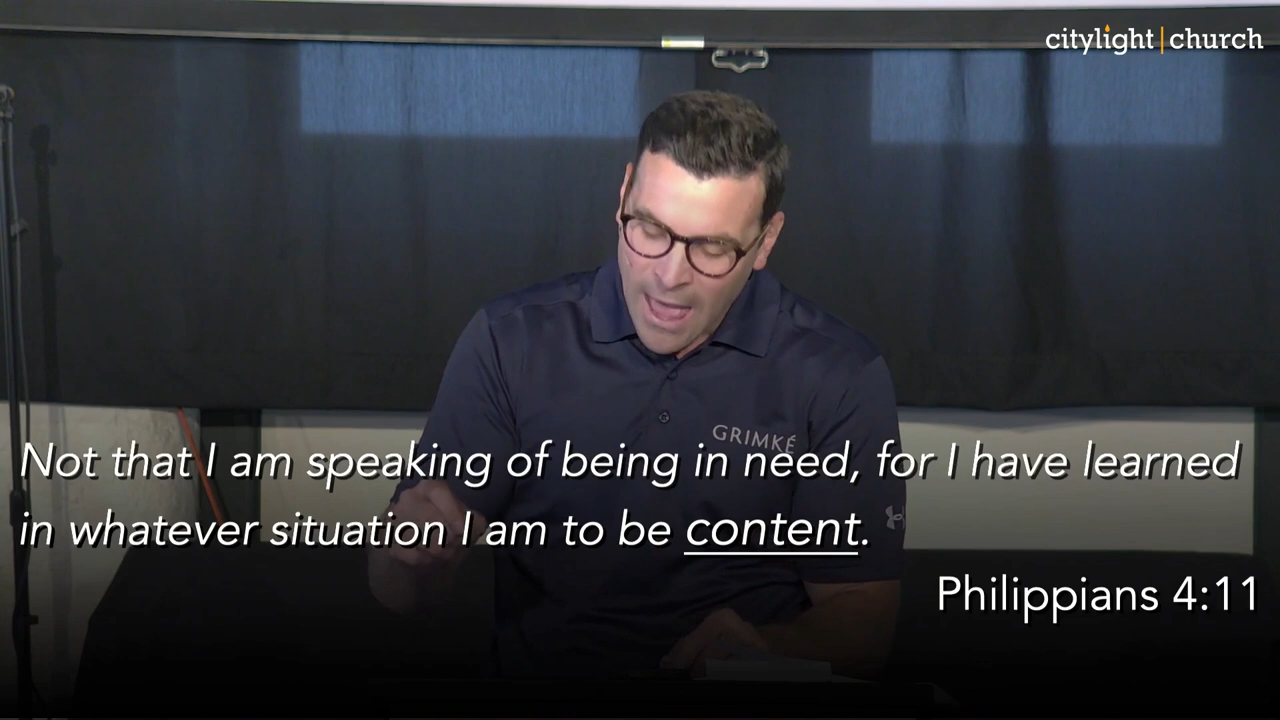 citylight|church
GRIMKÉ
Not that I am speaking of being in need, for I have learned
in whatever situation I am to be content.
Philippians 4:11